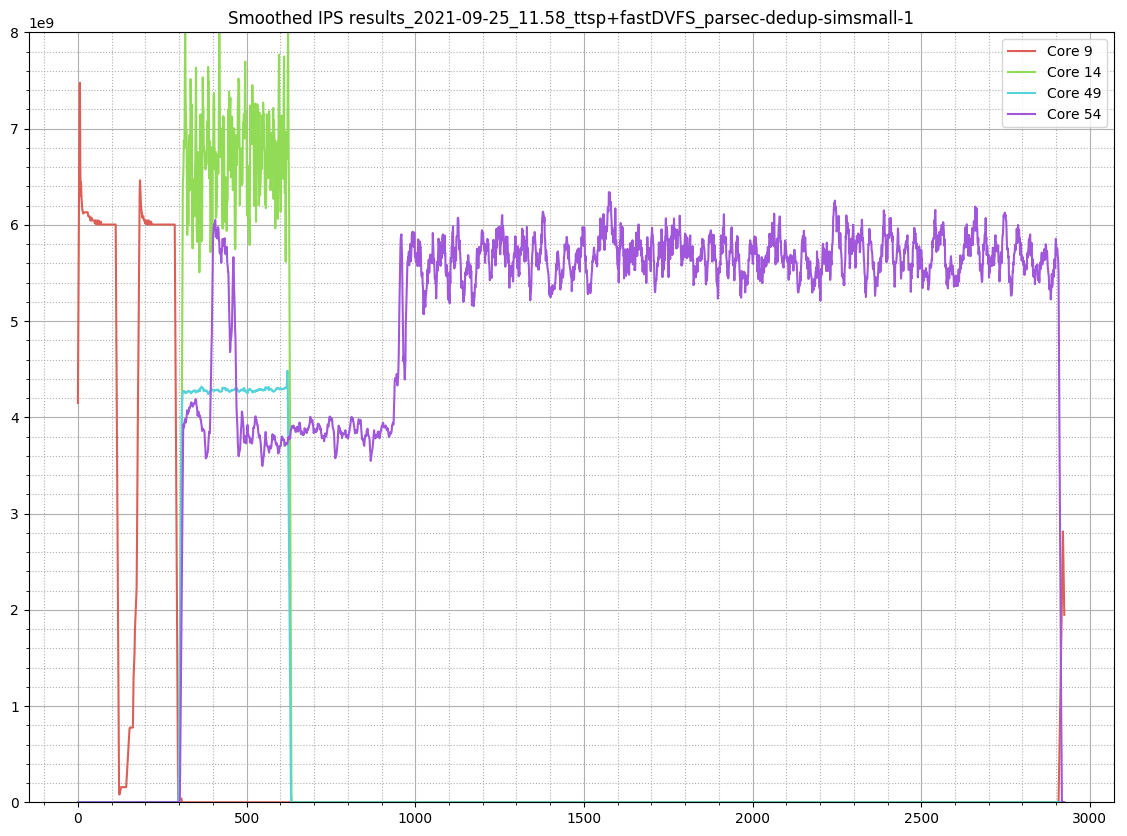 Smoothed IPS results_2021-09-25_11.58_ttsp+fastDVFS_parsec-dedup-simsmall-1
1e9
8
7
6
5
4
3
2
1
0
0 500 1000 1500 2000 2500 3000
Core 9
Core 14
Core 49
Core 54